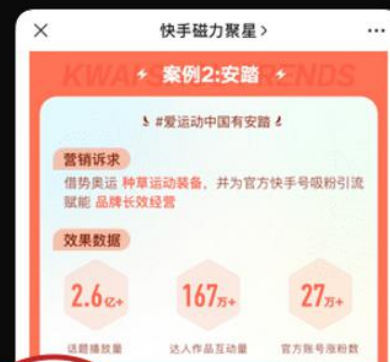 快手磁力聚星>
案例2:安踏
#爱运动中国有安踏
营销诉求
借势奥运 种草运动装备，并为官方快手号吸粉引流
赋能 品牌长效经营
效果数据
2.6亿+ 167万+ 27万+
话题播放量 达人作品互动量 官方账号涨粉数